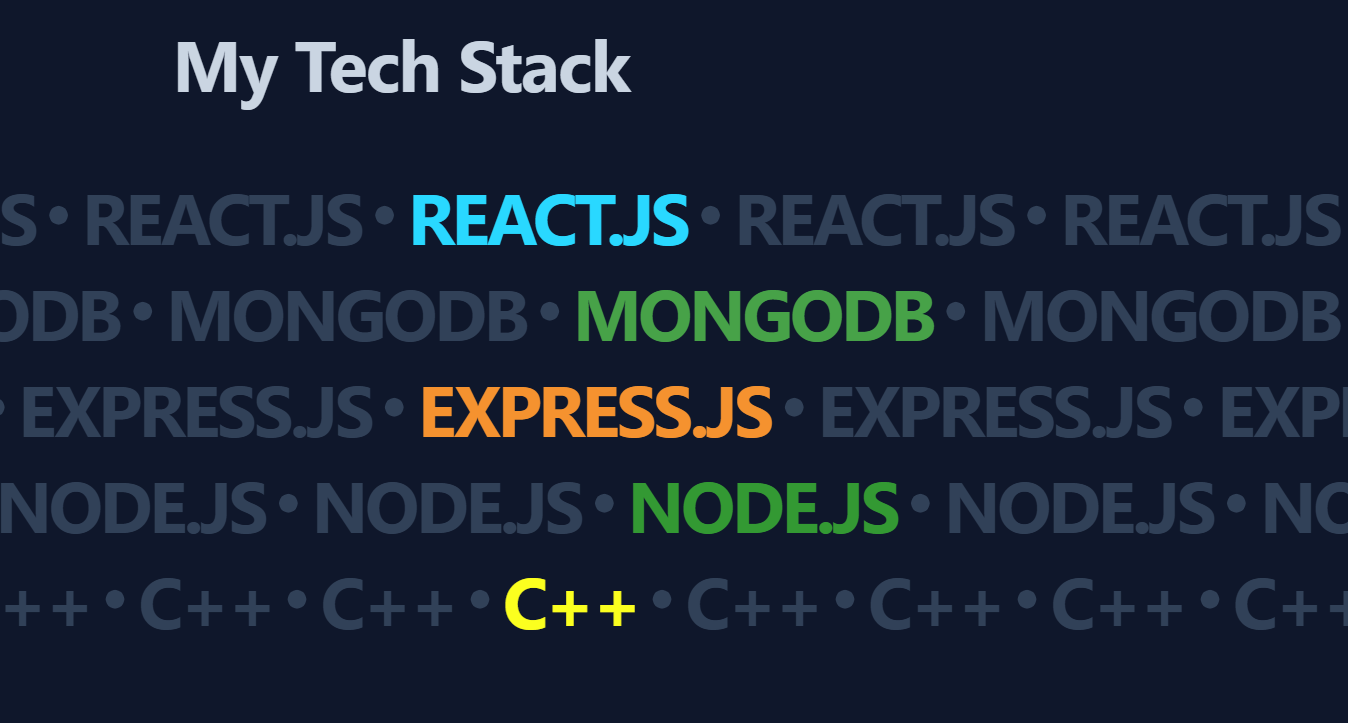 My Tech Stack
S • REACT.JS • REACT.JS • REACT.JS • REACT.JS
ODB • MONGODB • MONGODB • MONGODB
• EXPRESS.JS • EXPRESS.JS • EXPRESS.JS • EXP
NODE.JS • NODE.JS • NODE.JS • NODE.JS • NO
++ • C++ • C++ • C++ • C++ • C++ • C++ • C++